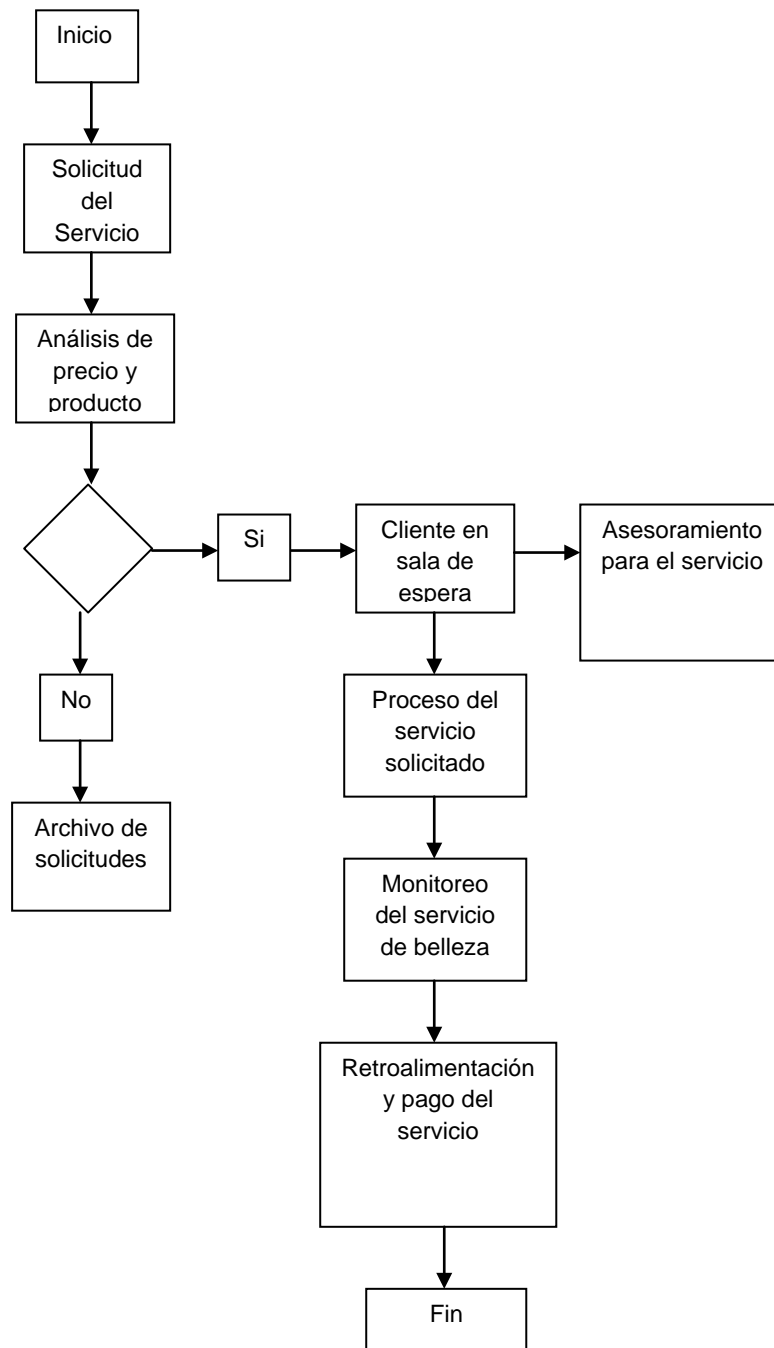 Inicio
Solicitud
del
Servicio
Análisis de
precio y
producto
Si
Cliente en
sala de
espera
Asesoramiento
para el servicio
No
Proceso del
servicio
solicitado
Archivo de
solicitudes
Monitoreo
del servicio
de belleza
Retroalimentación
y pago del
servicio
Fin